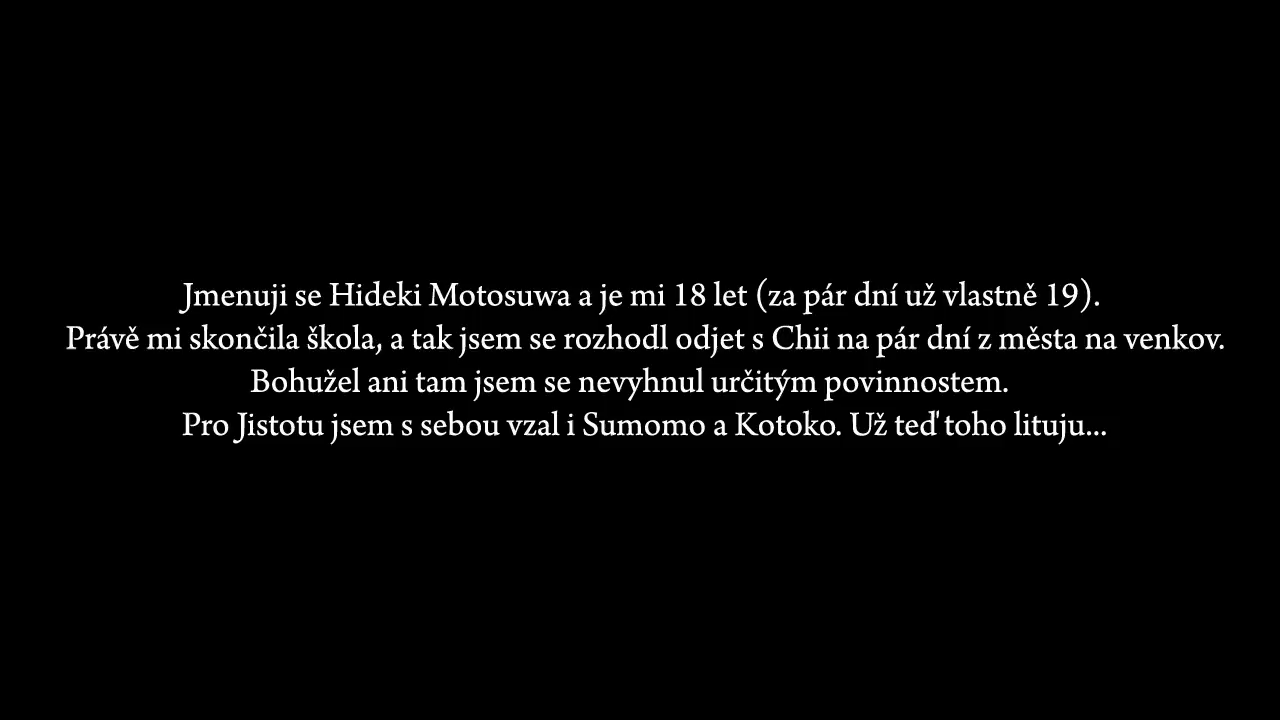 Jmenuji se Hideki Motosuwa a je mi 18 let (za pár dní už vlastně 19).
Právě mi skončila škola, a tak jsem se rozhodl odjet s Chii na pár dní z města na venkov.
Bohužel ani tam jsem se nevyhnul určitým povinnostem.
Pro Jistotu jsem s sebou vzal i Sumomo a Kotoko. Už teď toho lituju...